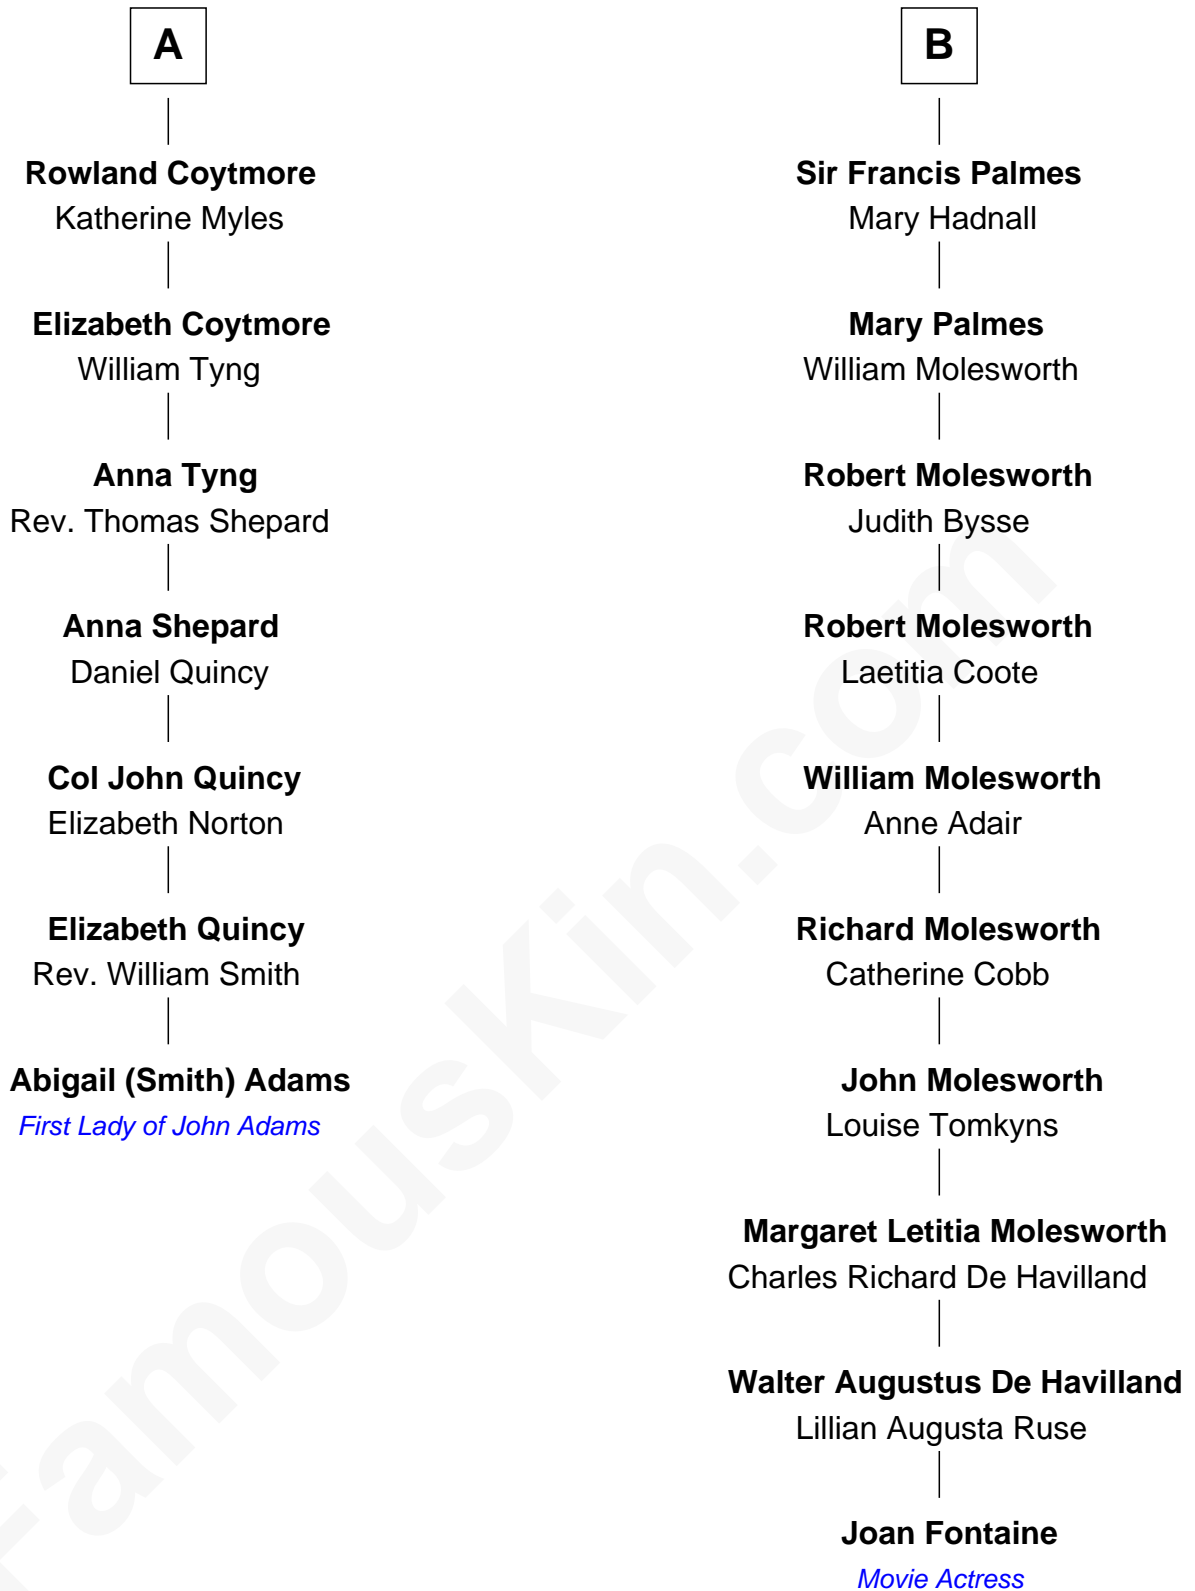 A
Rowland Coytmore
Katherine Myles
Elizabeth Coytmore
William Tyng
Anna Tyng
Rev. Thomas Shepard
Anna Shepard
Daniel Quincy
Col John Quincy
Elizabeth Norton
Elizabeth Quincy
Rev. William Smith
Abigail (Smith) Adams
First Lady of John Adams
B
Sir Francis Palmes
Mary Hadnall
Mary Palmes
William Molesworth
Robert Molesworth
Judith Bysse
Robert Molesworth
Laetitia Coote
William Molesworth
Anne Adair
Richard Molesworth
Catherine Cobb
John Molesworth
Louise Tomkyns
Margaret Letitia Molesworth
Charles Richard De Havilland
Walter Augustus De Havilland
Lillian Augusta Ruse
Joan Fontaine
Movie Actress
FamousKin.com